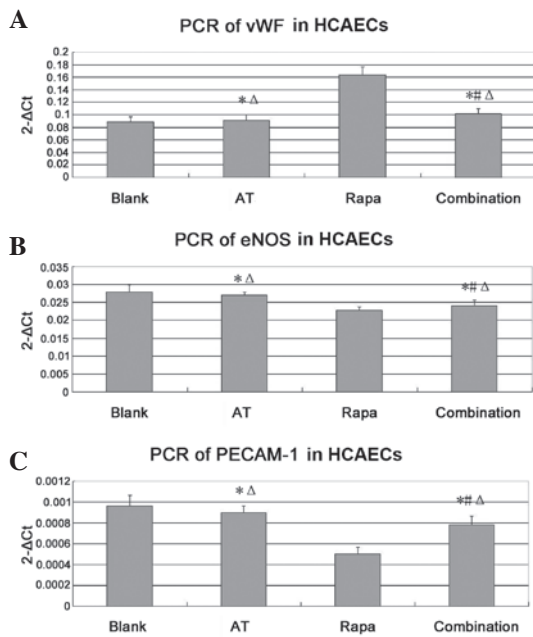 A
PCR of vWF in HCAECs
2-ΔCt
0.2
0.18
0.16
0.14
0.12
0.1
0.08
0.06
0.04
0.02
0
*Δ
*#Δ
Blank AT Rapa Combination
B
PCR of eNOS in HCAECs
2-ΔCt
0.035
0.03
0.025
0.02
0.015
0.01
0.005
0
*Δ
*#Δ
Blank AT Rapa Combination
C
PCR of PECAM-1 in HCAECs
2-ΔCt
0.0012
0.001
0.0008
0.0006
0.0004
0.0002
0
*Δ
*#Δ
Blank AT Rapa Combination